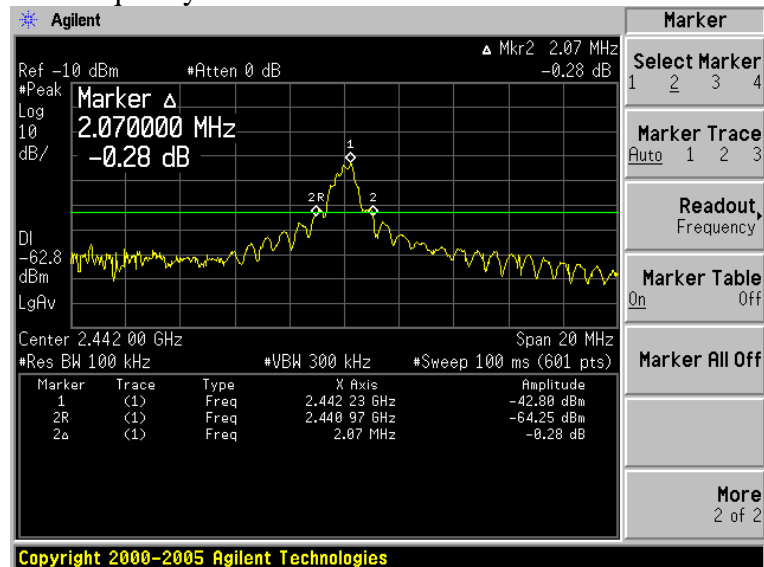 Agilent
Marker
Δ Mkr2 2.07 MHz
Ref -10 dBm #Atten 0 dB -0.28 dB
#Peak
Log
10
dB/
Marker Δ
2.070000 MHz
-0.28 dB
1
2R 2
DI
-62.8
dBm
LgAv
Center 2.442 00 GHz Span 20 MHz
#Res BW 100 kHz #VBW 300 kHz #Sweep 100 ms (601 pts)
Marker Trace Type X Axis Amplitude
1 (1) Freq 2.442 23 GHz -42.80 dBm
2R (1) Freq 2.440 97 GHz -64.25 dBm
2Δ (1) Freq 2.07 MHz -0.28 dB
Select Marker
1 2 3 4
Marker Trace
Auto 1 2 3
Readout
Frequency
Marker Table
On Off
Marker All Off
More
2 of 2
Copyright 2000-2005 Agilent Technologies